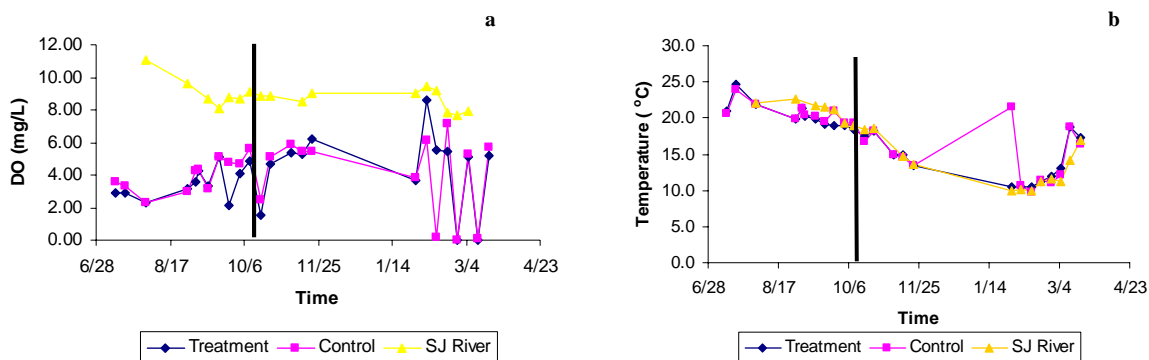 a
DO (mg/L)
12.00
10.00
8.00
6.00
4.00
2.00
0.00
6/28 8/17 10/6 11/25 1/14 3/4 4/23
Time
Treatment Control SJ River
b
Temperature ( °C)
30.0
25.0
20.0
15.0
10.0
5.0
0.0
6/28 8/17 10/6 11/25 1/14 3/4 4/23
Time
Treatment Control SJ River